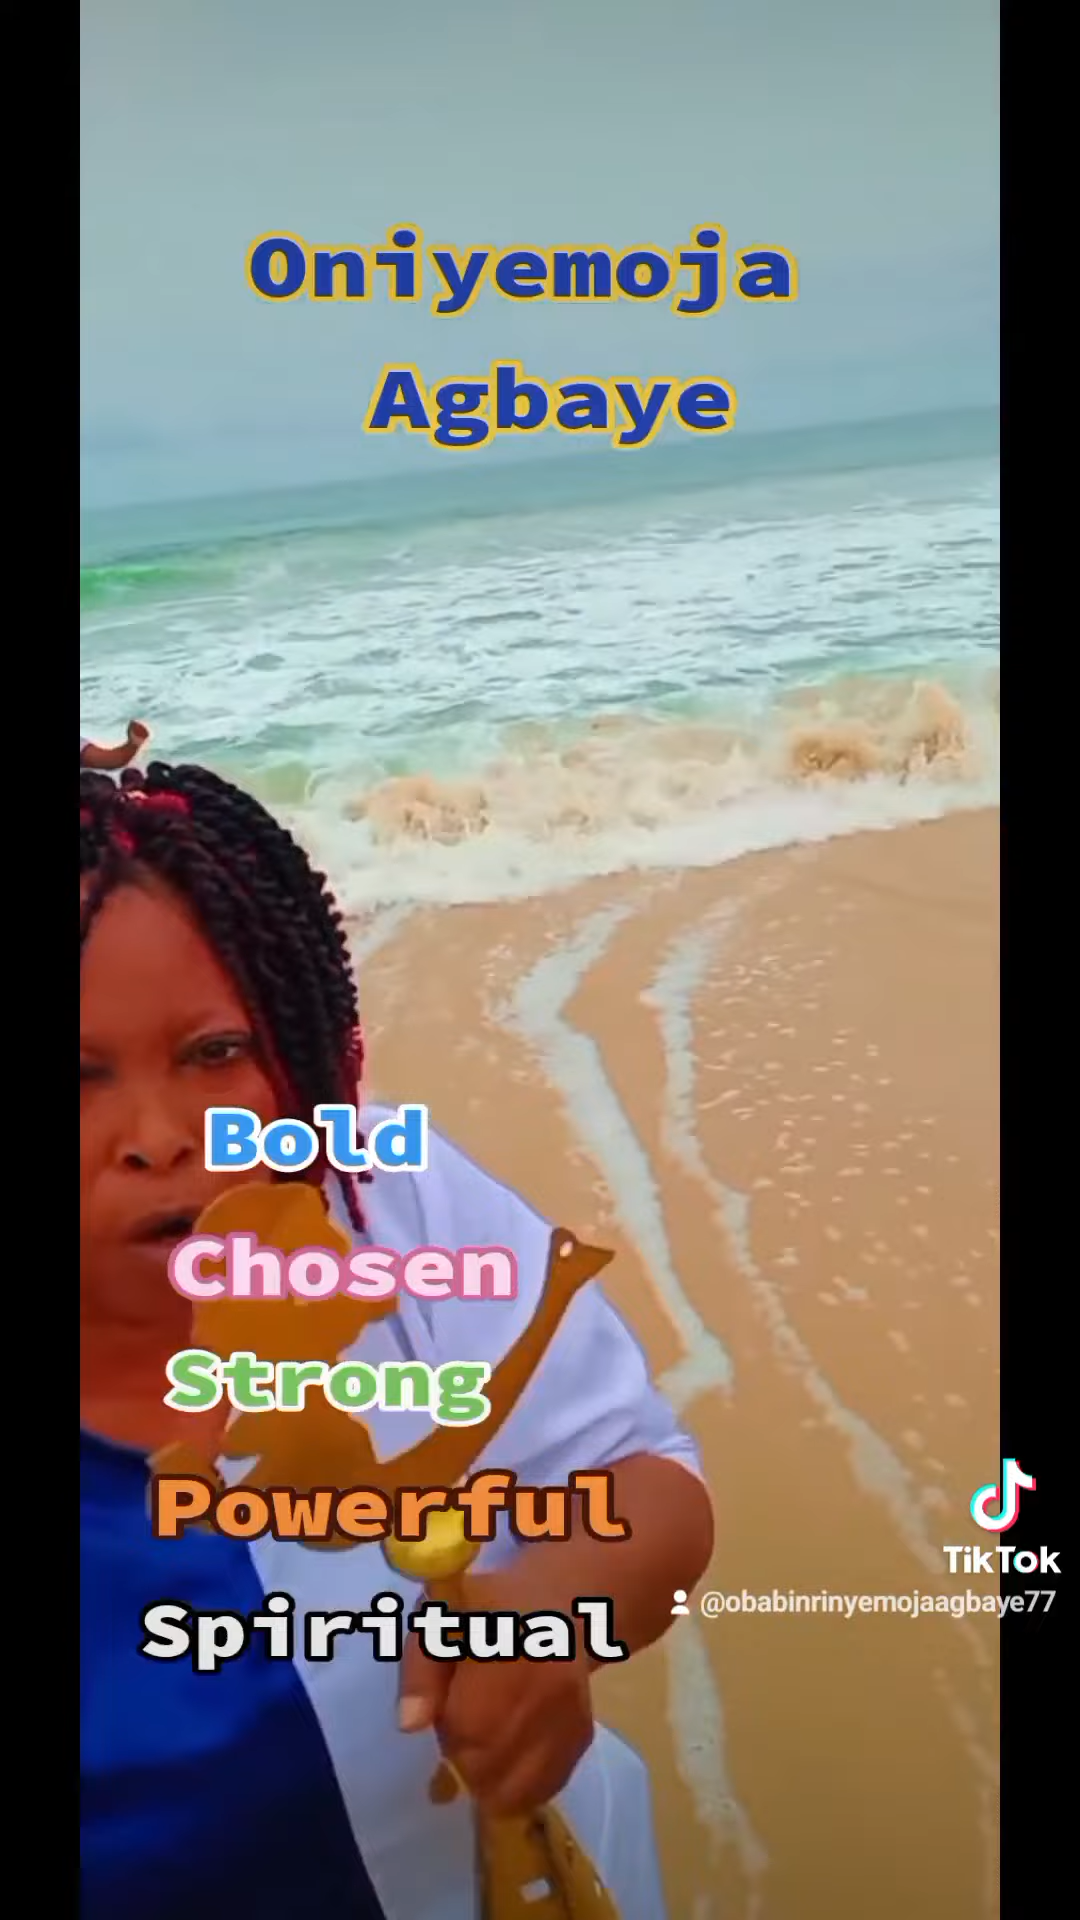 Oniyemoja
Agbaye
Bold
Chosen
Strong
Powerful
Spiritual
TikTok
@obabinrinyemojaagbaye77